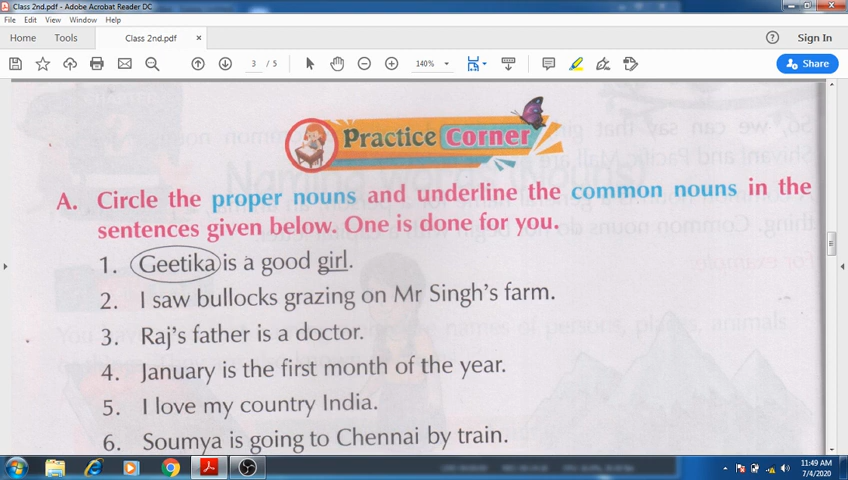 Class 2nd.pdf - Adobe Acrobat Reader DC
File Edit View Window Help
Home Tools Class 2nd.pdf × Sign In
3 / 5 140% Share
Practice Corner
A. Circle the proper nouns and underline the common nouns in the
sentences given below. One is done for you.
1. Geetika is a good girl.
2. I saw bullocks grazing on Mr Singh's farm.
3. Raj's father is a doctor.
4. January is the first month of the year.
5. I love my country India.
6. Soumya is going to Chennai by train.
11:49 AM
7/4/2020